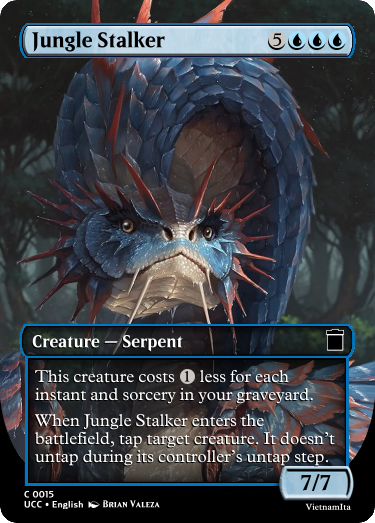 Jungle Stalker 5
Creature — Serpent
This creature costs 1 less for each
instant and sorcery in your graveyard.
When Jungle Stalker enters the
battlefield, tap target creature. It doesn't
untap during its controller's untap step.
7/7
C 0015
UCC • English Brian Valeza
VietnamIta